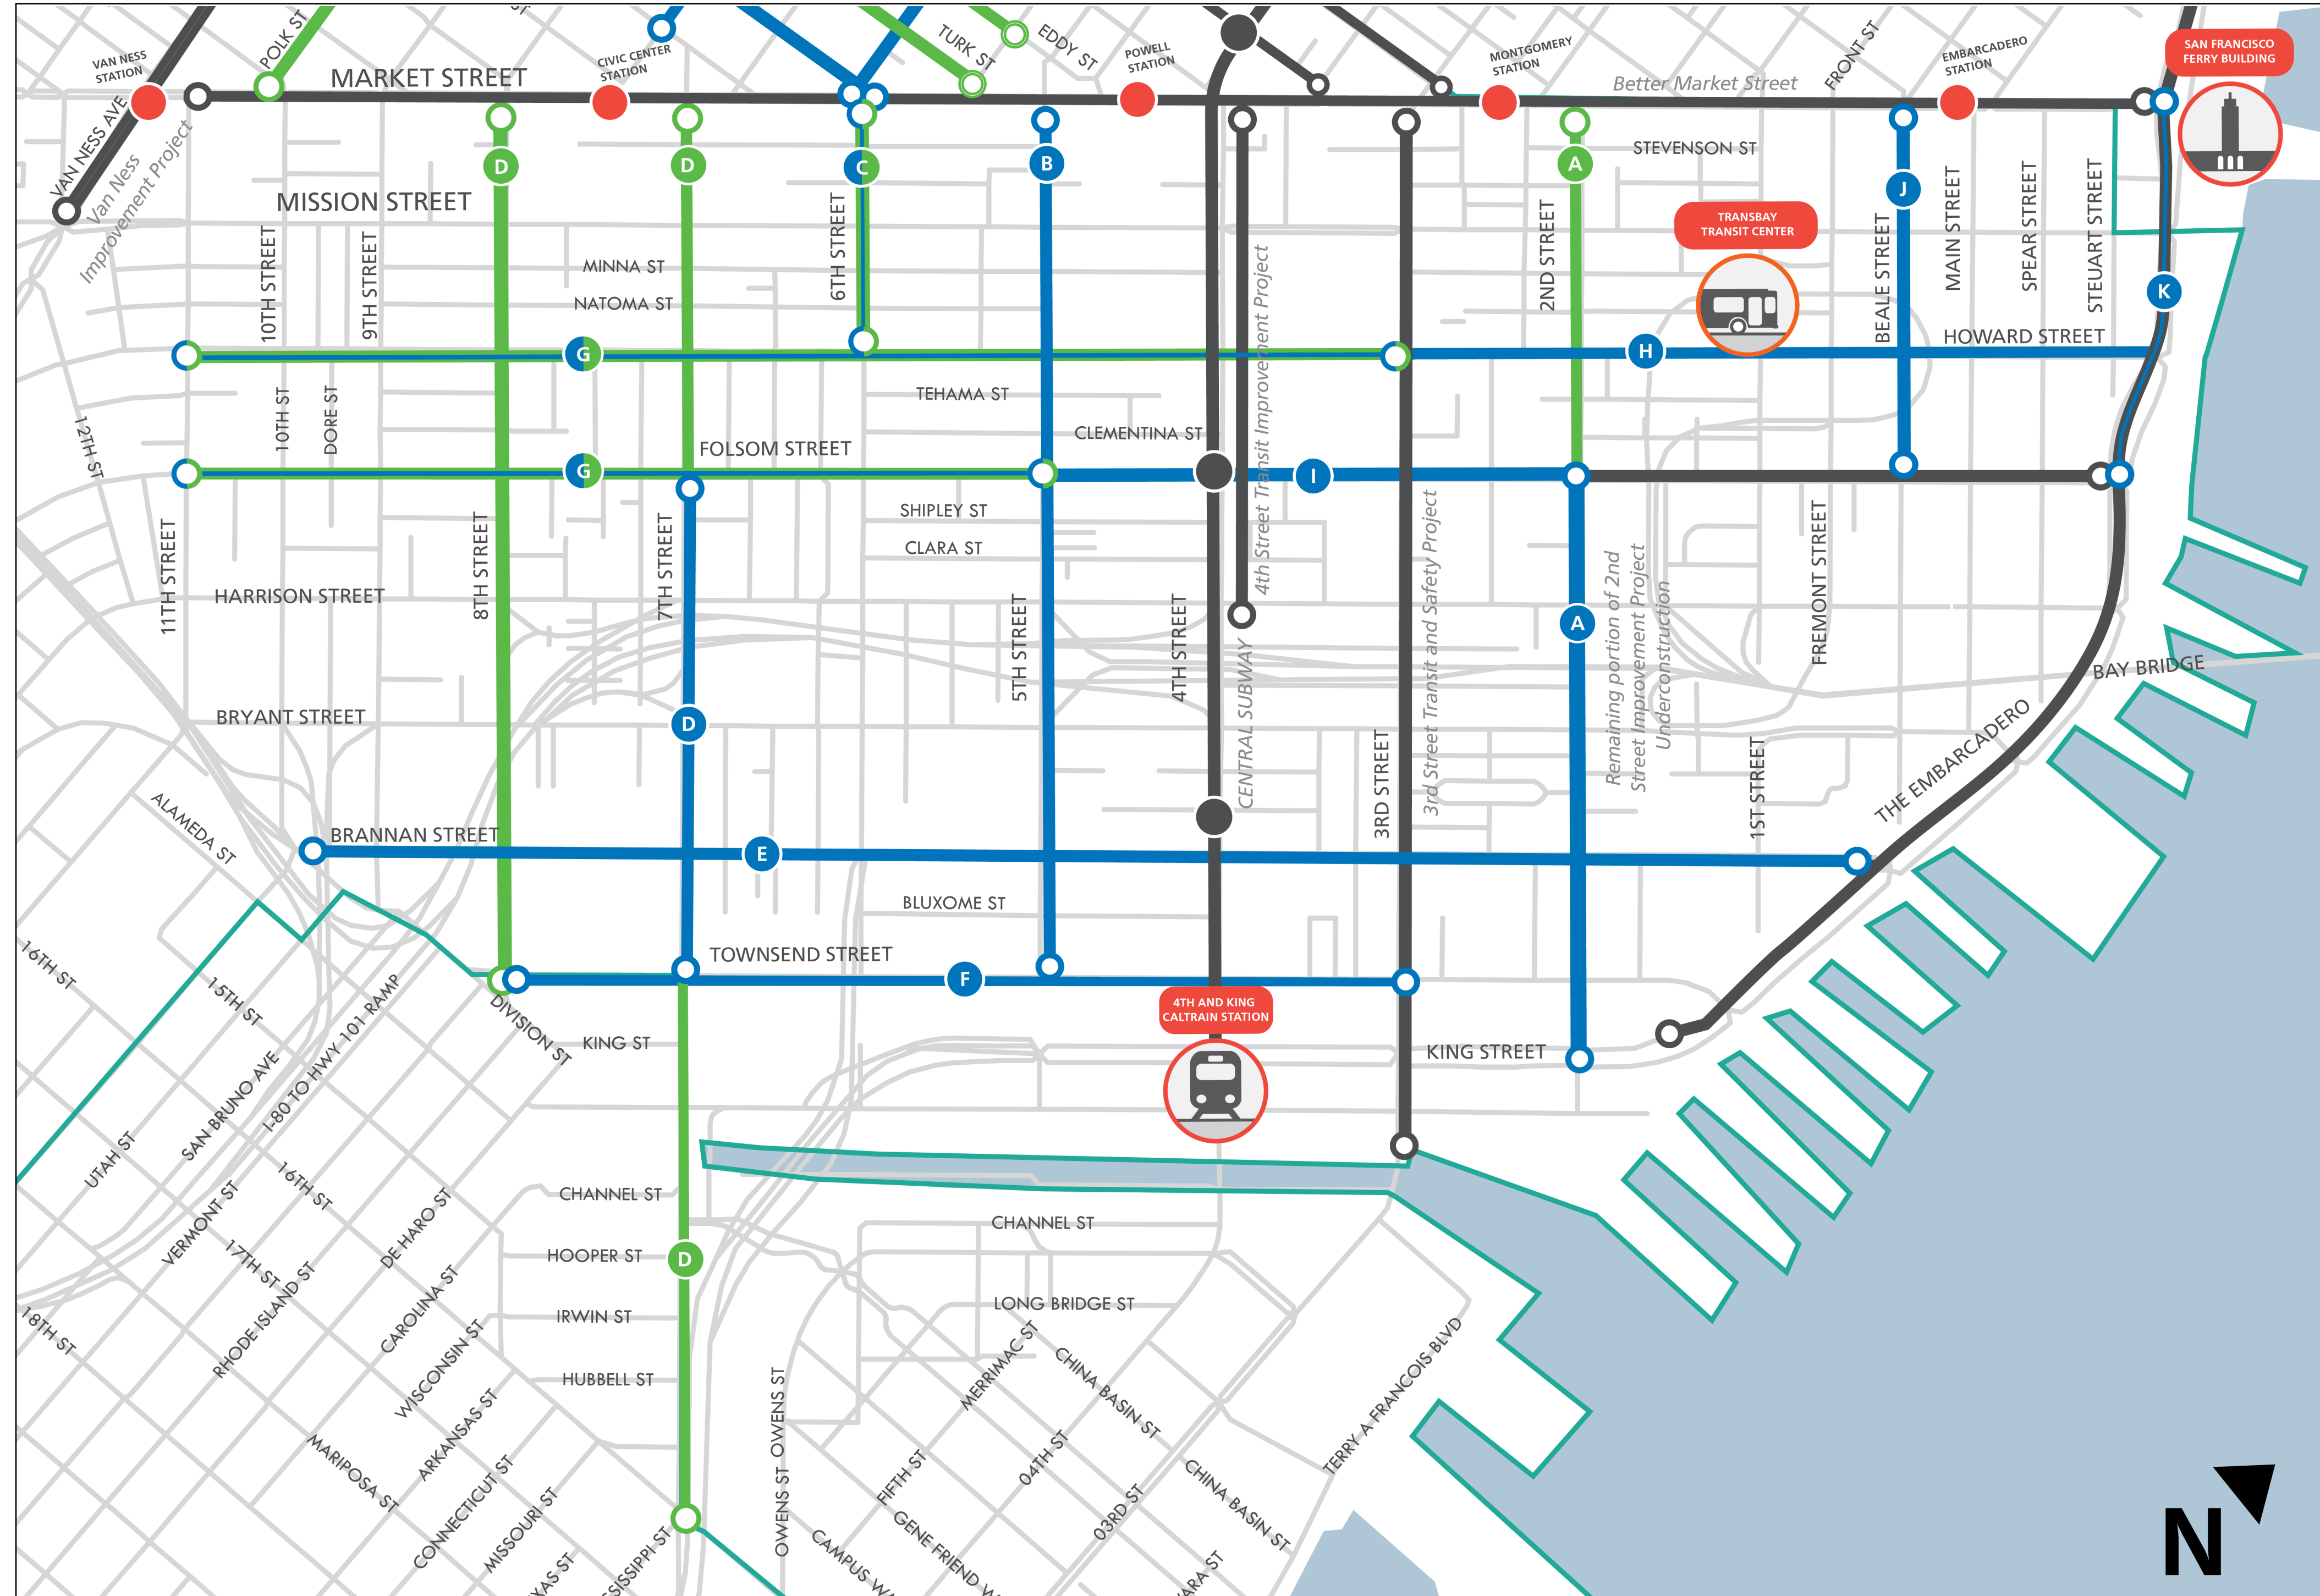 POLK ST
ST
VAN NESS
STATION
MARKET STREET
CIVIC CENTER
STATION
TURK ST
EDDY ST
POWELL
STATION
MONTGOMERY
STATION
Better Market Street
FRONT ST
EMBARCADERO
STATION
SAN FRANCISCO
FERRY BUILDING
VAN NESS AVE
Van Ness
Improvement Project
D
D
C
B
A
STEVENSON ST
J
MISSION STREET
TRANSBAY
TRANSIT CENTER
10TH STREET
9TH STREET
MINNA ST
NATOMA ST
6TH STREET
4th Street Transit Improvement Project
2ND STREET
BEALE STREET
MAIN STREET
SPEAR STREET
STEUART STREET
K
HOWARD STREET
G
H
12TH ST
10TH ST
DORE ST
TEHAMA ST
CLEMENTINA ST
FOLSOM STREET
G
I
11TH STREET
8TH STREET
7TH STREET
SHIPLEY ST
CLARA ST
HARRISON STREET
5TH STREET
4TH STREET
CENTRAL SUBWAY
3RD STREET
3rd Street Transit and Safety Project
A
Remaining portion of 2nd
Street Improvement Project
Underconstruction
FREMONT STREET
1ST STREET
BAY BRIDGE
THE EMBARCADERO
BRYANT STREET
D
ALAMEDA ST
BRANNAN STREET
E
BLUXOME ST
TOWNSEND STREET
F
4TH AND KING
CALTRAIN STATION
KING STREET
16TH ST
15TH ST
DIVISION ST
KING ST
I-80 TO HWY 101 RAMP
SAN BRUNO AVE
UTAH ST
VERMONT ST
16TH ST
17TH ST
18TH ST
DE HARO ST
RHODE ISLAND ST
CAROLINA ST
WISCONSIN ST
ARKANSAS ST
MARIPOSA ST
CONNECTICUT ST
MISSOURI ST
XAS ST
SSISSIPPI ST
CHANNEL ST
HOOPER ST
D
IRWIN ST
HUBBELL ST
CHANNEL ST
LONG BRIDGE ST
MERRIMAC ST
CHINA BASIN ST
CHINA BASIN ST
TERRY A FRANCOIS BLVD
OWENS ST
OWENS ST
FIFTH ST
04TH ST
03RD ST
GENE FRIEND W
CAMPUS WA
ARA ST
N